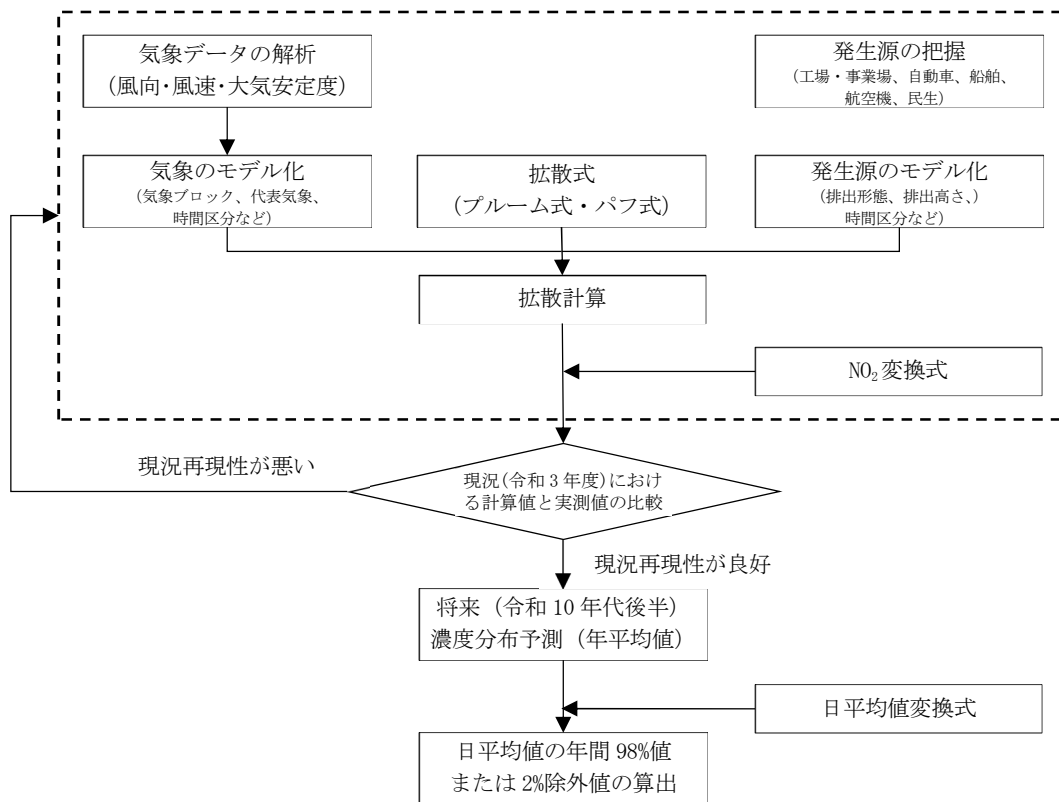 気象データの解析
（風向・風速・大気安定度）
発生源の把握
（工場・事業場、自動車、船舶、
航空機、民生）
気象のモデル化
（気象ブロック、代表気象、
時間区分など）
拡散式
（プルーム式・パフ式）
発生源のモデル化
（排出形態、排出高さ、）
時間区分など）
拡散計算
NO₂変換式
現況再現性が悪い
現況(令和3年度)におけ
る計算値と実測値の比較
現況再現性が良好
将来（令和10年代後半）
濃度分布予測（年平均値）
日平均値変換式
日平均値の年間98%値
または2%除外値の算出